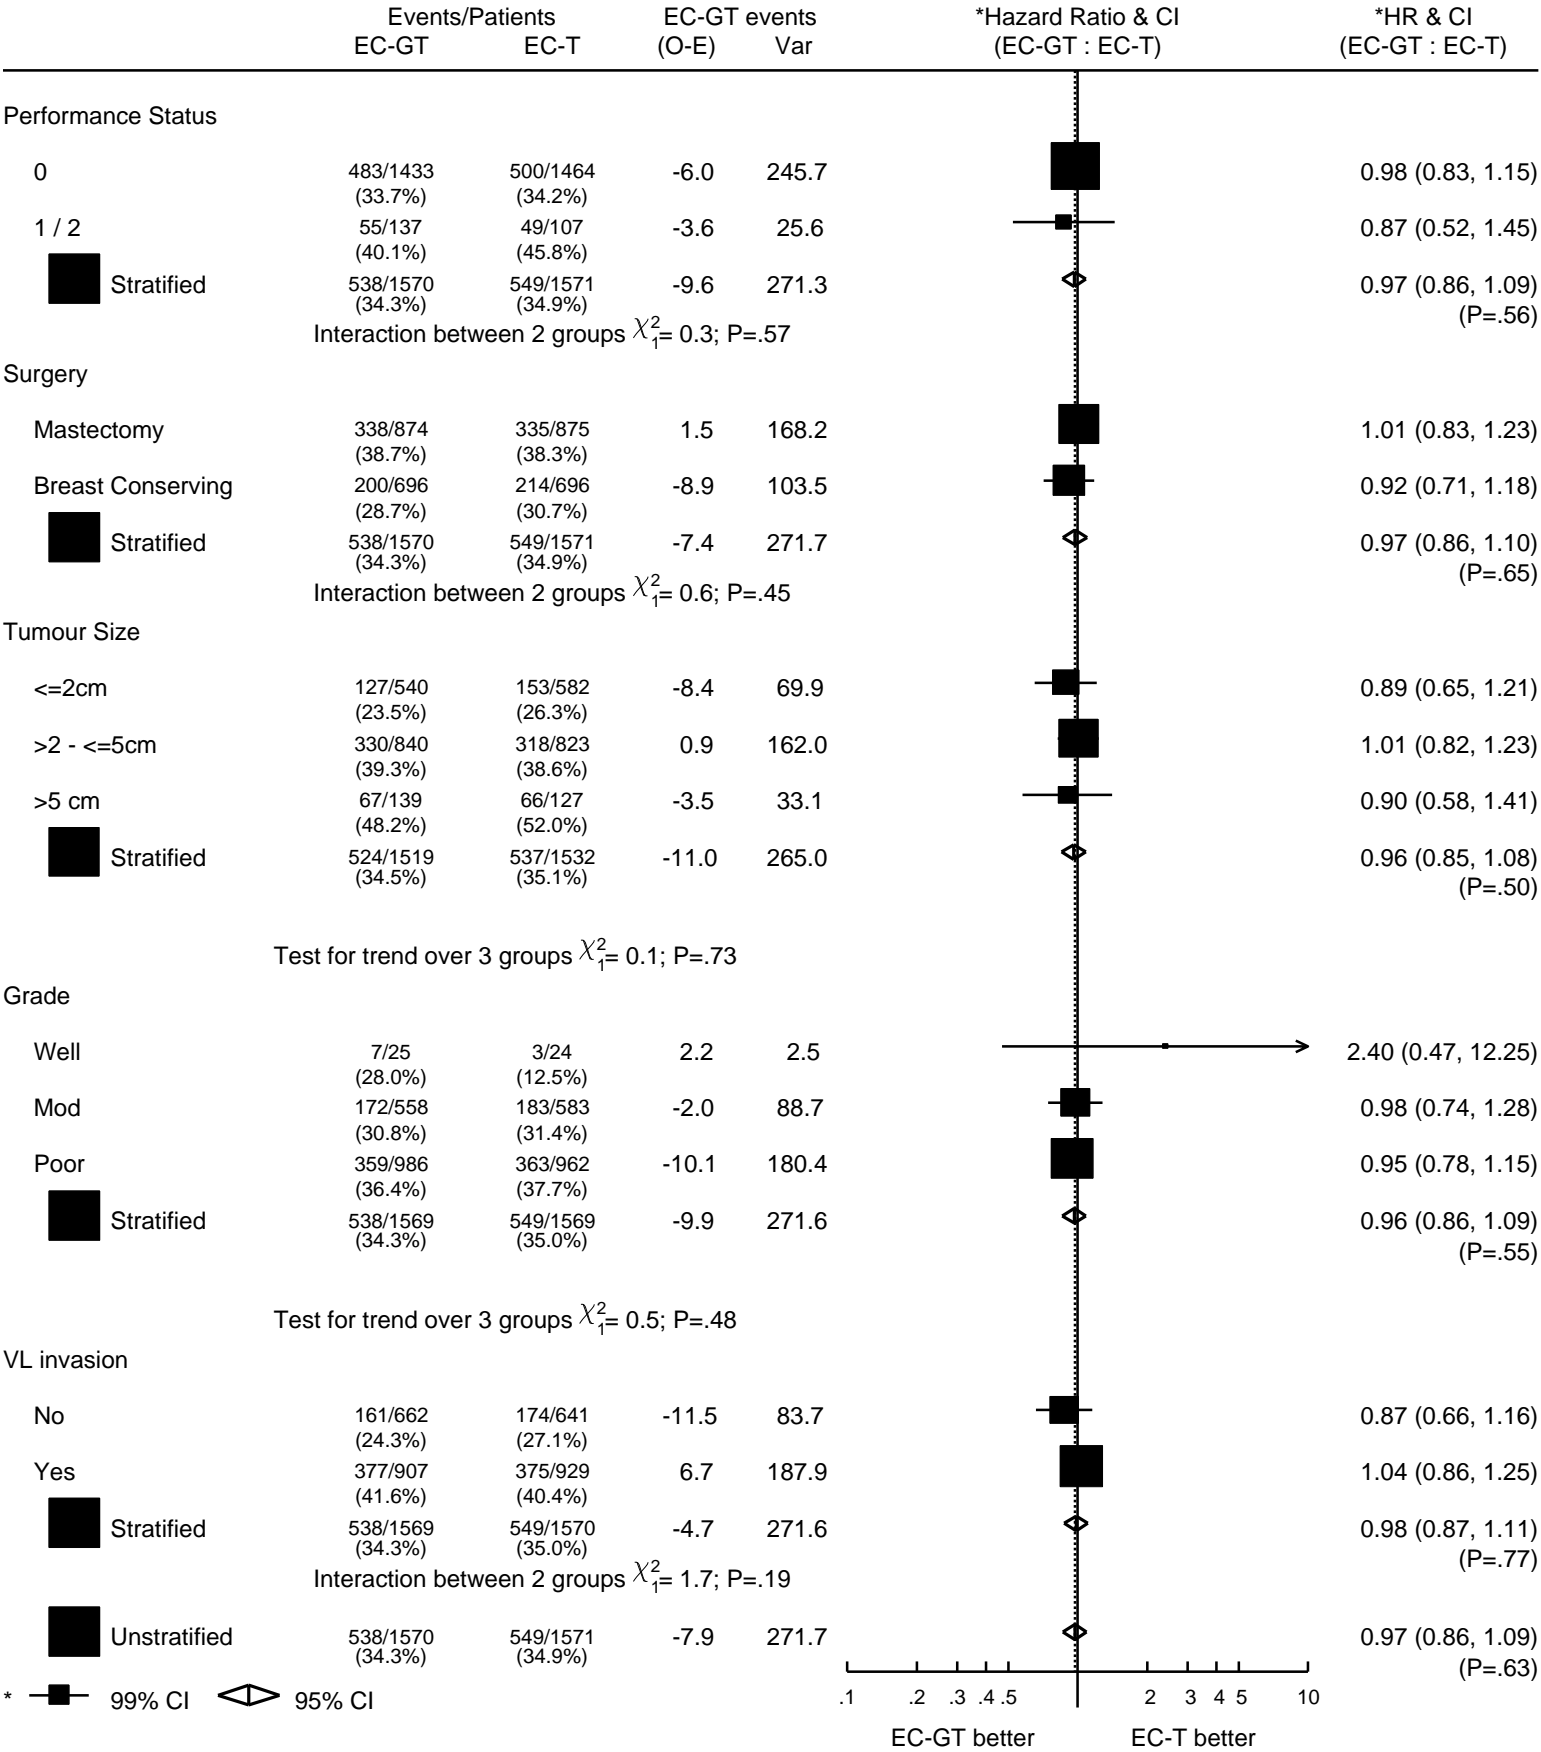 Events/Patients EC-GT events *Hazard Ratio & CI *HR & CI
EC-GT EC-T (O-E) Var (EC-GT : EC-T) (EC-GT : EC-T)
Performance Status
0 483/1433 500/1464 -6.0 245.7 0.98 (0.83, 1.15)
(33.7%) (34.2%)
1 / 2 55/137 49/107 -3.6 25.6 0.87 (0.52, 1.45)
(40.1%) (45.8%)
Stratified 538/1570 549/1571 -9.6 271.3 0.97 (0.86, 1.09)
(34.3%) (34.9%) (P=.56)
Interaction between 2 groups χ²₁= 0.3; P=.57
Surgery
Mastectomy 338/874 335/875 1.5 168.2 1.01 (0.83, 1.23)
(38.7%) (38.3%)
Breast Conserving 200/696 214/696 -8.9 103.5 0.92 (0.71, 1.18)
(28.7%) (30.7%)
Stratified 538/1570 549/1571 -7.4 271.7 0.97 (0.86, 1.10)
(34.3%) (34.9%) (P=.65)
Interaction between 2 groups χ²₁= 0.6; P=.45
Tumour Size
<=2cm 127/540 153/582 -8.4 69.9 0.89 (0.65, 1.21)
(23.5%) (26.3%)
>2 - <=5cm 330/840 318/823 0.9 162.0 1.01 (0.82, 1.23)
(39.3%) (38.6%)
>5 cm 67/139 66/127 -3.5 33.1 0.90 (0.58, 1.41)
(48.2%) (52.0%)
Stratified 524/1519 537/1532 -11.0 265.0 0.96 (0.85, 1.08)
(34.5%) (35.1%) (P=.50)
Test for trend over 3 groups χ²₁= 0.1; P=.73
Grade
Well 7/25 3/24 2.2 2.5 2.40 (0.47, 12.25)
(28.0%) (12.5%)
Mod 172/558 183/583 -2.0 88.7 0.98 (0.74, 1.28)
(30.8%) (31.4%)
Poor 359/986 363/962 -10.1 180.4 0.95 (0.78, 1.15)
(36.4%) (37.7%)
Stratified 538/1569 549/1569 -9.9 271.6 0.96 (0.86, 1.09)
(34.3%) (35.0%) (P=.55)
Test for trend over 3 groups χ²₁= 0.5; P=.48
VL invasion
No 161/662 174/641 -11.5 83.7 0.87 (0.66, 1.16)
(24.3%) (27.1%)
Yes 377/907 375/929 6.7 187.9 1.04 (0.86, 1.25)
(41.6%) (40.4%)
Stratified 538/1569 549/1570 -4.7 271.6 0.98 (0.87, 1.11)
(34.3%) (35.0%) (P=.77)
Interaction between 2 groups χ²₁= 1.7; P=.19
Unstratified 538/1570 549/1571 -7.9 271.7 0.97 (0.86, 1.09)
(34.3%) (34.9%) (P=.63)
* 99% CI 95% CI .1 .2 .3 .4 .5 2 3 4 5 10
EC-GT better EC-T better